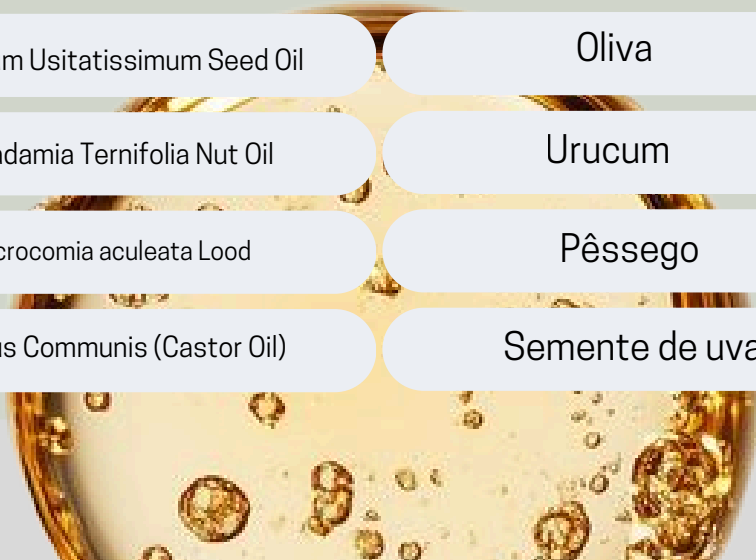 m Usitatissimum Seed Oil
Oliva
adamia Ternifolia Nut Oil
Urucum
crocomia aculeata Lood
Pêssego
us Communis (Castor Oil)
Semente de uva